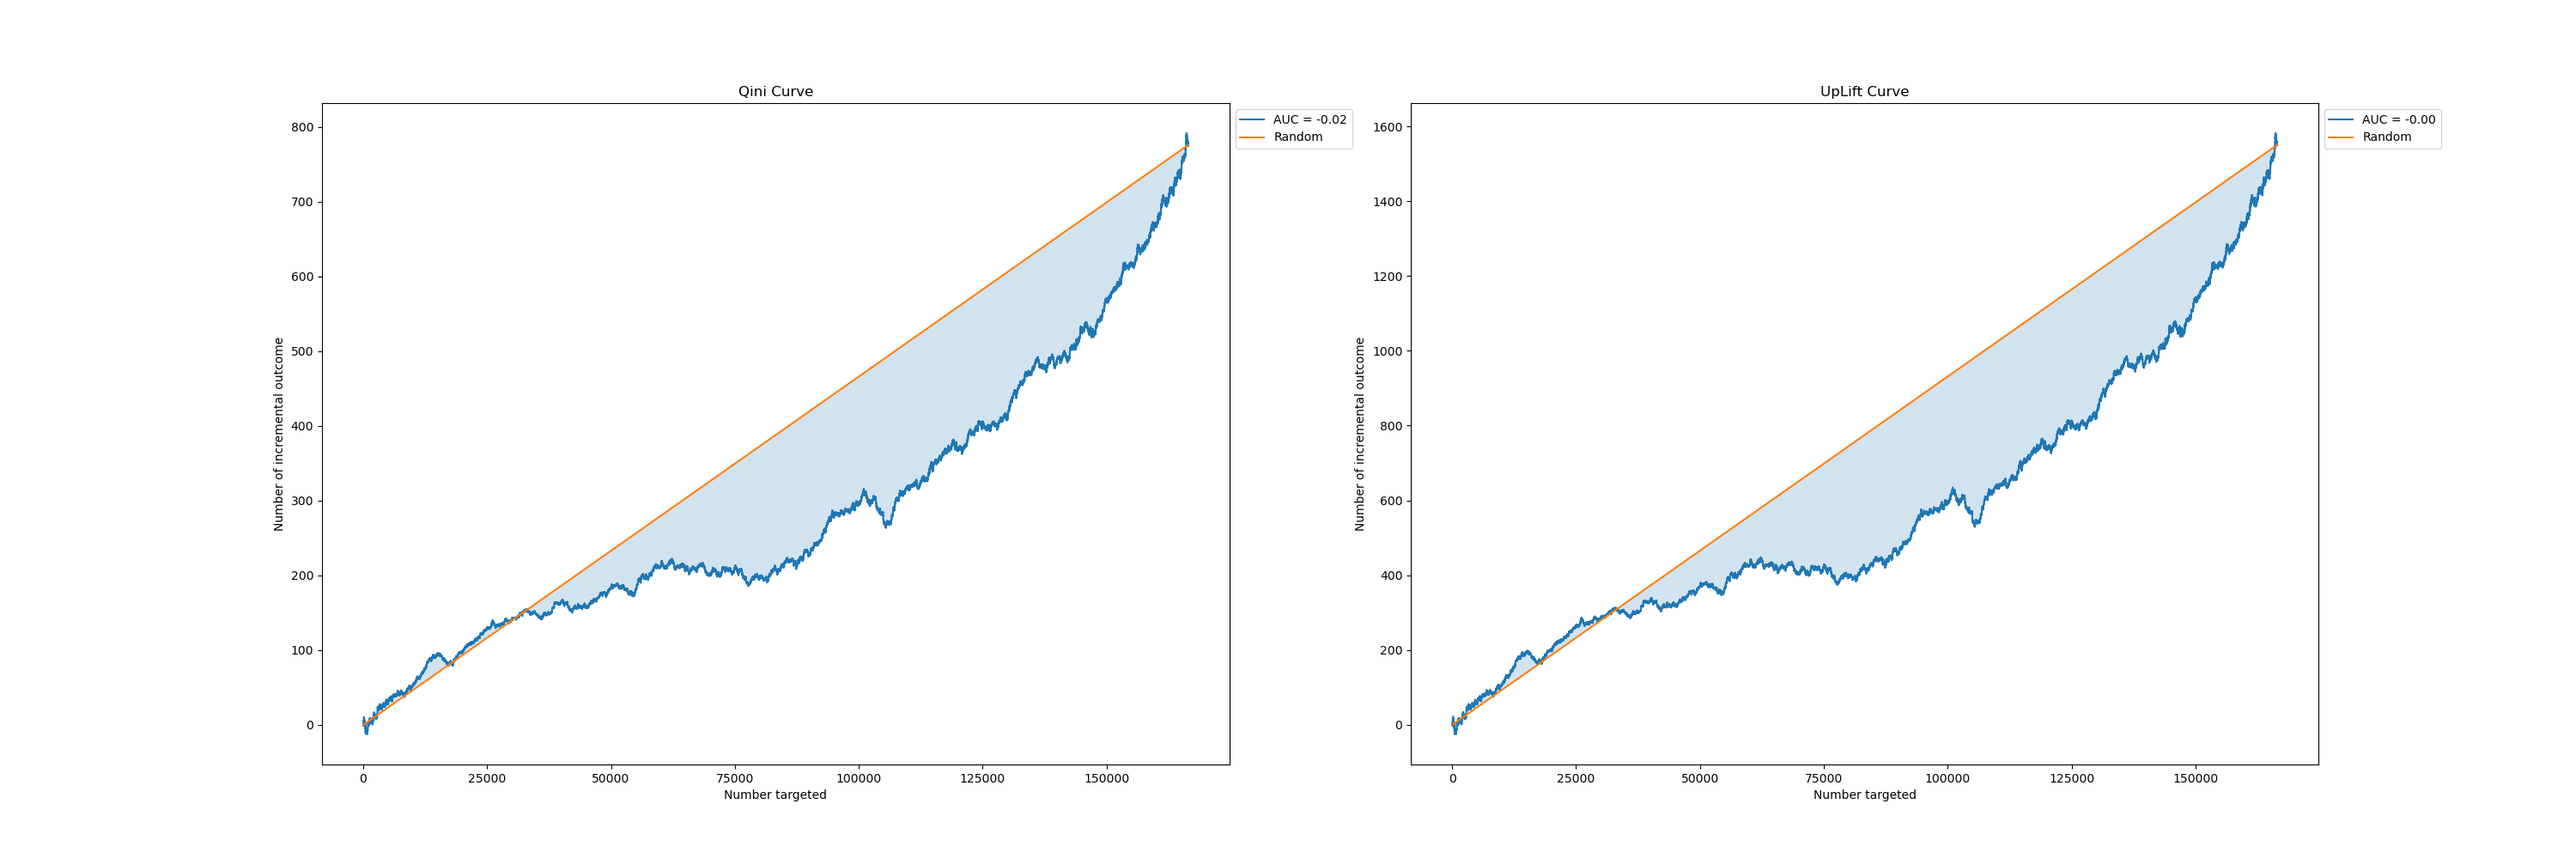 Qini Curve
800
700
600
500
400
300
200
100
0
Number of incremental outcome
0 25000 50000 75000 100000 125000 150000
Number targeted
AUC = -0.02
Random
UpLift Curve
1600
1400
1200
1000
800
600
400
200
0
Number of incremental outcome
0 25000 50000 75000 100000 125000 150000
Number targeted
AUC = -0.00
Random